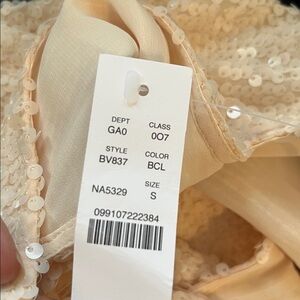 DEPT CLASS
GA0 007
STYLE COLOR
BV837 BCL
SIZE
NA5329 S
099107222384